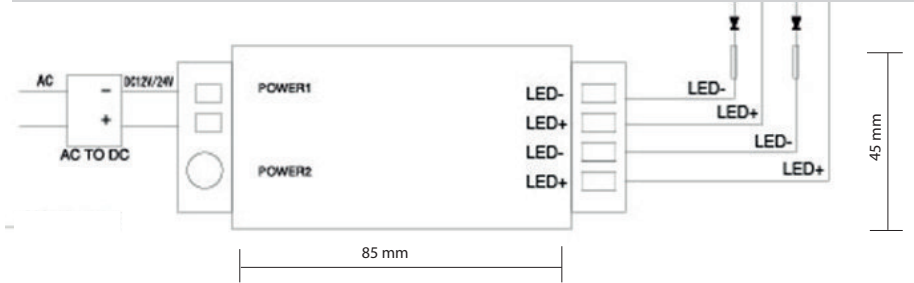 AC
DC12V/24V
−
+
AC TO DC
POWER1
POWER2
LED-
LED+
LED-
LED+
LED-
LED+
LED-
LED+
45 mm
85 mm